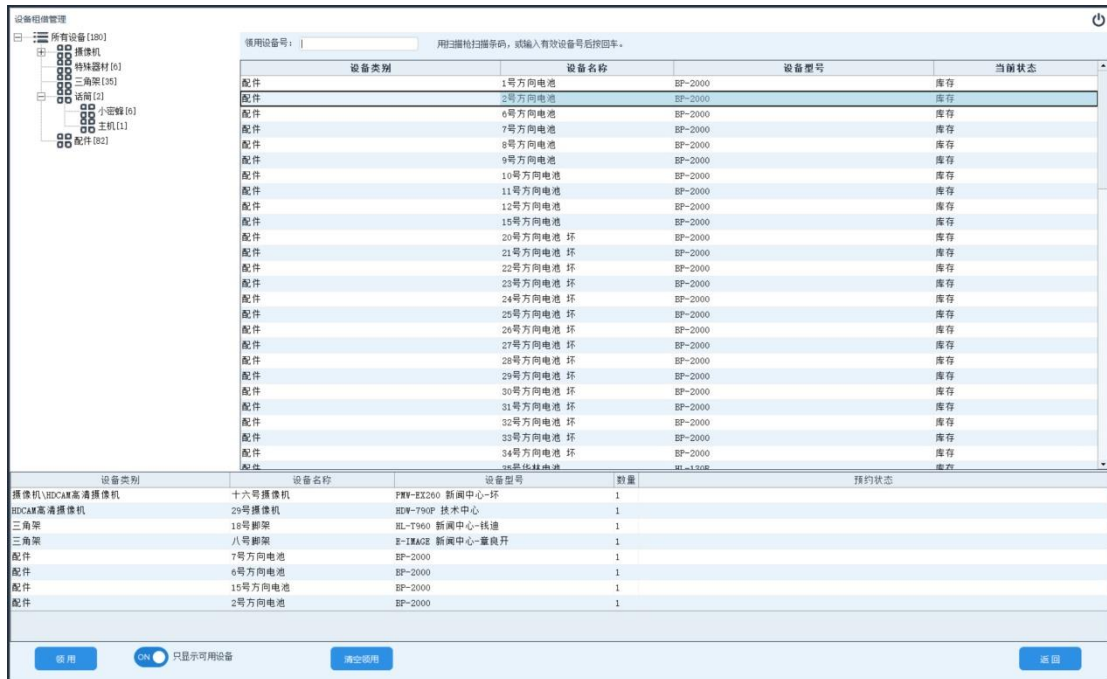 设备租借管理
所有设备[180]
摄像机
特殊器材[6]
三角架[35]
话筒[2]
小密蜂[6]
主机[1]
配件[82]
领用设备号： 用扫描枪扫描条码，或输入有效设备号后按回车。
设备类别 设备名称 设备型号 当前状态
配件 1号方向电池 BP-2000 库存
配件 2号方向电池 BP-2000 库存
配件 6号方向电池 BP-2000 库存
配件 7号方向电池 BP-2000 库存
配件 8号方向电池 BP-2000 库存
配件 9号方向电池 BP-2000 库存
配件 10号方向电池 BP-2000 库存
配件 11号方向电池 BP-2000 库存
配件 12号方向电池 BP-2000 库存
配件 15号方向电池 BP-2000 库存
配件 20号方向电池 坏 BP-2000 库存
配件 21号方向电池 坏 BP-2000 库存
配件 22号方向电池 坏 BP-2000 库存
配件 23号方向电池 坏 BP-2000 库存
配件 24号方向电池 坏 BP-2000 库存
配件 25号方向电池 坏 BP-2000 库存
配件 26号方向电池 坏 BP-2000 库存
配件 27号方向电池 坏 BP-2000 库存
配件 28号方向电池 坏 BP-2000 库存
配件 29号方向电池 坏 BP-2000 库存
配件 30号方向电池 坏 BP-2000 库存
配件 31号方向电池 坏 BP-2000 库存
配件 32号方向电池 坏 BP-2000 库存
配件 33号方向电池 坏 BP-2000 库存
配件 34号方向电池 坏 BP-2000 库存
配件 35号华林电池 HL-130P 库存
设备类别 设备名称 设备型号 数量 预约状态
摄像机\HDCAM高清摄像机 十六号摄像机 PMW-EX260 新闻中心-坏 1
HDCAM高清摄像机 29号摄像机 HDW-790P 技术中心 1
三角架 18号脚架 HL-T960 新闻中心-钱迪 1
三角架 八号脚架 E-IMAGE 新闻中心-章良开 1
配件 7号方向电池 BP-2000 1
配件 6号方向电池 BP-2000 1
配件 15号方向电池 BP-2000 1
配件 2号方向电池 BP-2000 1
领用 ON 只显示可用设备 清空领用 返回